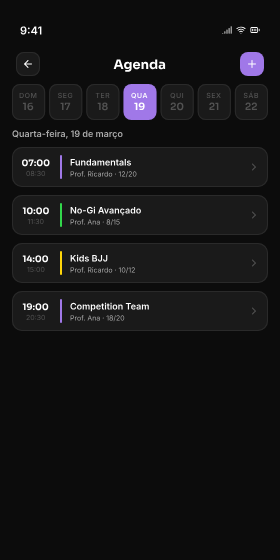 9:41
Agenda
DOM SEG TER QUA QUI SEX SÁB
16 17 18 19 20 21 22
Quarta-feira, 19 de março
07:00 Fundamentals
08:30 Prof. Ricardo · 12/20
10:00 No-Gi Avançado
11:30 Prof. Ana · 8/15
14:00 Kids BJJ
15:00 Prof. Ricardo · 10/12
19:00 Competition Team
20:30 Prof. Ana · 18/20